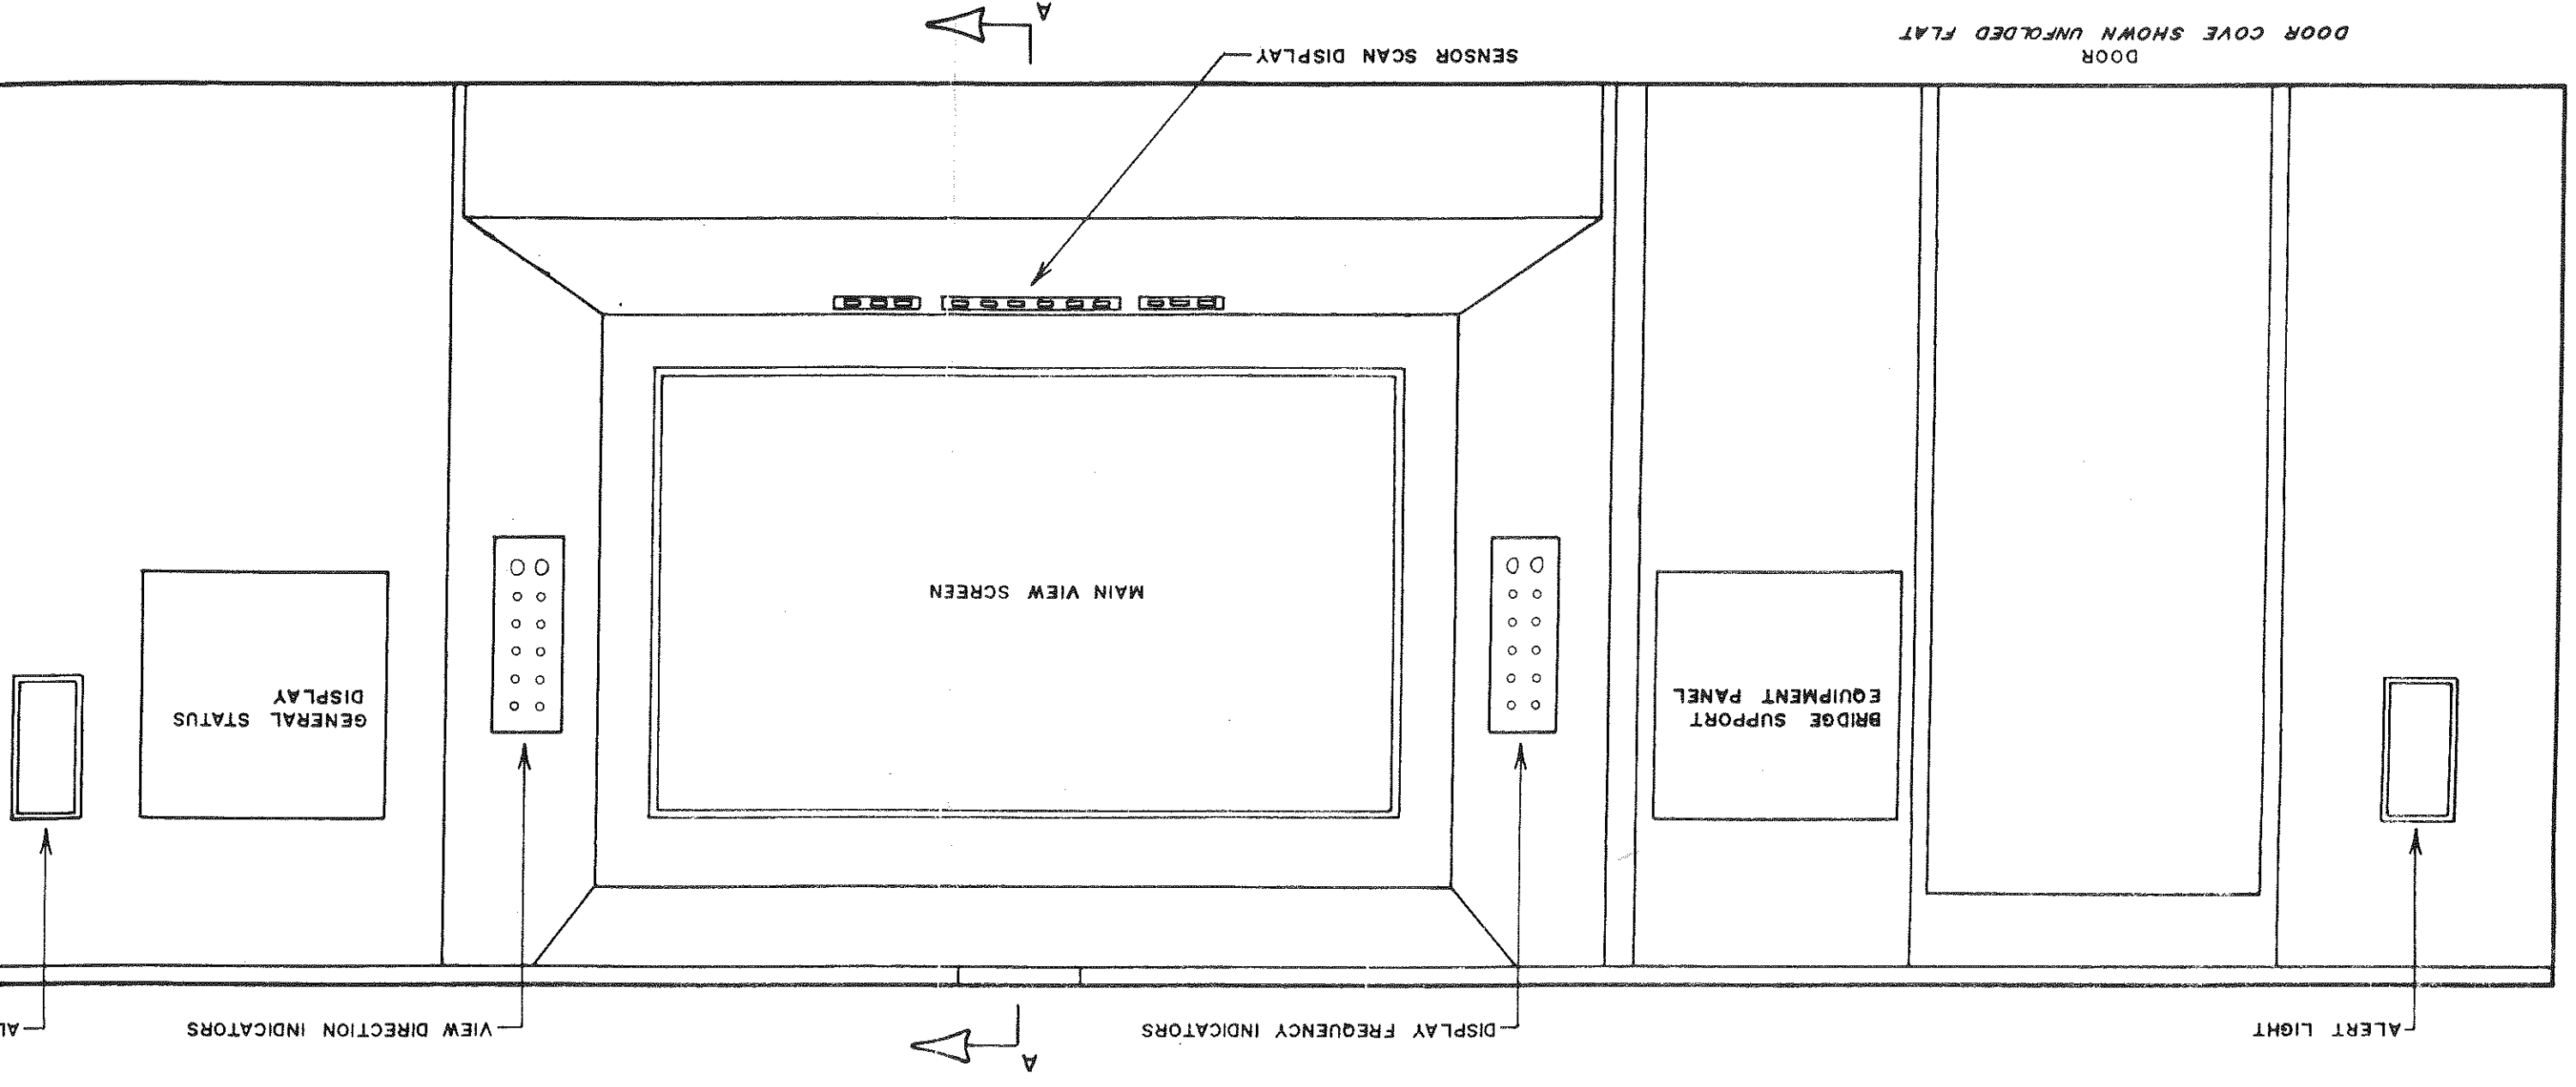 A
ALERT LIGHT
DISPLAY FREQUENCY INDICATORS
VIEW DIRECTION INDICATORS
AL
BRIDGE SUPPORT
EQUIPMENT PANEL
GENERAL STATUS
DISPLAY
MAIN VIEW SCREEN
SENSOR SCAN DISPLAY
DOOR
DOOR COVE SHOWN UNFOLDED FLAT
A